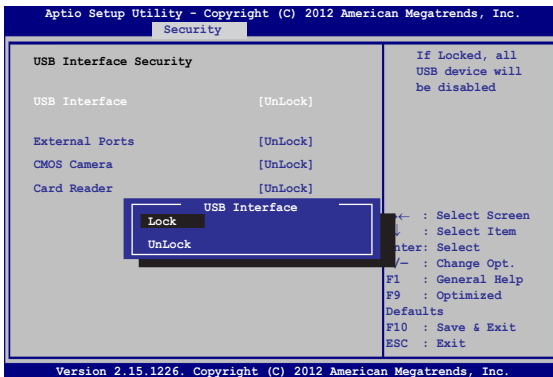 Aptio Setup Utility - Copyright (C) 2012 American Megatrends, Inc.
Security
USB Interface Security
USB Interface [UnLock]
External Ports [UnLock]
CMOS Camera [UnLock]
Card Reader [UnLock]
If Locked, all
USB device will
be disabled
USB Interface
Lock
UnLock
← : Select Screen
↓ : Select Item
nter: Select
/— : Change Opt.
F1 : General Help
F9 : Optimized
Defaults
F10 : Save & Exit
ESC : Exit
Version 2.15.1226. Copyright (C) 2012 American Megatrends, Inc.